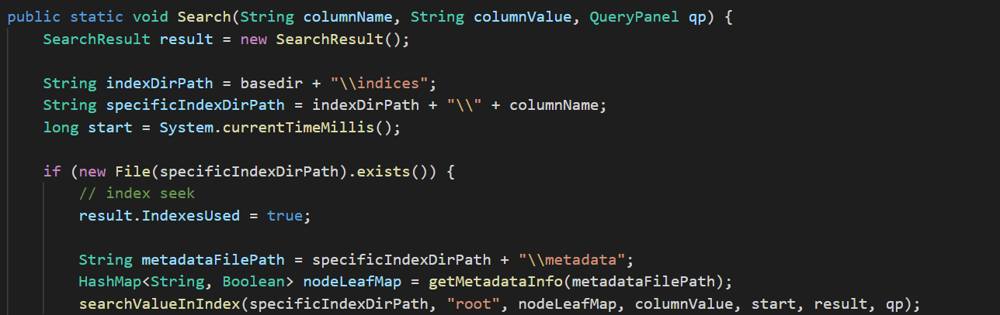 public static void Search(String columnName, String columnValue, QueryPanel qp) {
SearchResult result = new SearchResult();
String indexDirPath = basedir + "\\indices";
String specificIndexDirPath = indexDirPath + "\\" + columnName;
long start = System.currentTimeMillis();
if (new File(specificIndexDirPath).exists()) {
// index seek
result.IndexesUsed = true;
String metadataFilePath = specificIndexDirPath + "\\metadata";
HashMap<String, Boolean> nodeLeafMap = getMetadataInfo(metadataFilePath);
searchValueInIndex(specificIndexDirPath, "root", nodeLeafMap, columnValue, start, result, qp);